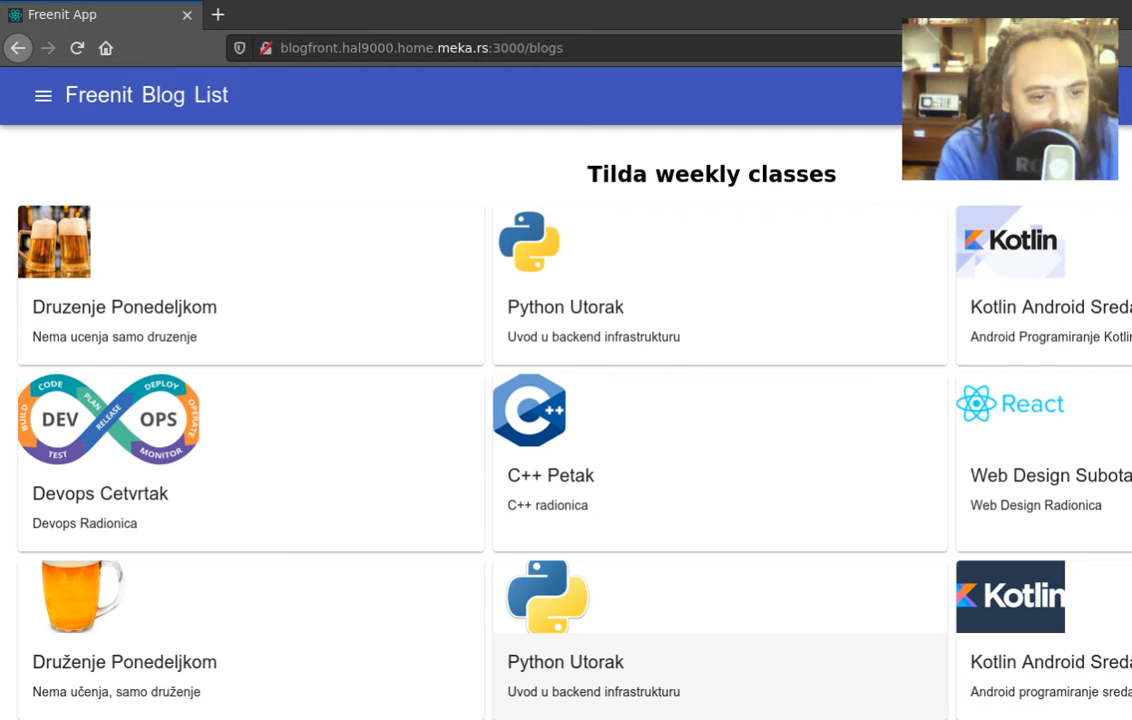 Freenit App
blogfront.hal9000.home.meka.rs:3000/blogs
Freenit Blog List
Tilda weekly classes
Kotlin
Druzenje Ponedeljkom
Python Utorak
Kotlin Android Sreda
Nema ucenja samo druzenje
Uvod u backend infrastrukturu
Android Programiranje Kotlin
CODE
DEPLOY
PLAN
BUILD
DEV
RELEASE
OPS
OPERATE
TEST
MONITOR
C++
React
Devops Cetvrtak
C++ Petak
Web Design Subota
Devops Radionica
C++ radionica
Web Design Radionica
Kotlin
Druženje Ponedeljkom
Python Utorak
Kotlin Android Sreda
Nema učenja, samo druženje
Uvod u backend infrastrukturu
Android programiranje sreda